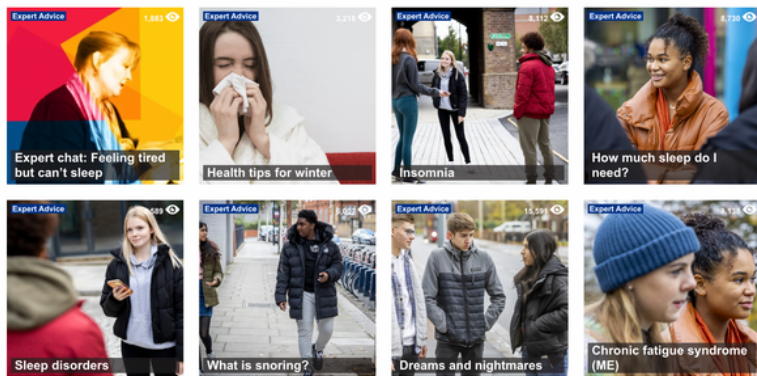 Expert Advice
1,883
Expert chat: Feeling tired
but can't sleep
Expert Advice
3,218
Health tips for winter
Expert Advice
8,112
Insomnia
Expert Advice
8,730
How much sleep do I
need?
Expert Advice
589
Sleep disorders
Expert Advice
What is snoring?
Expert Advice
15,591
Dreams and nightmares
Expert Advice
Chronic fatigue syndrome
(ME)